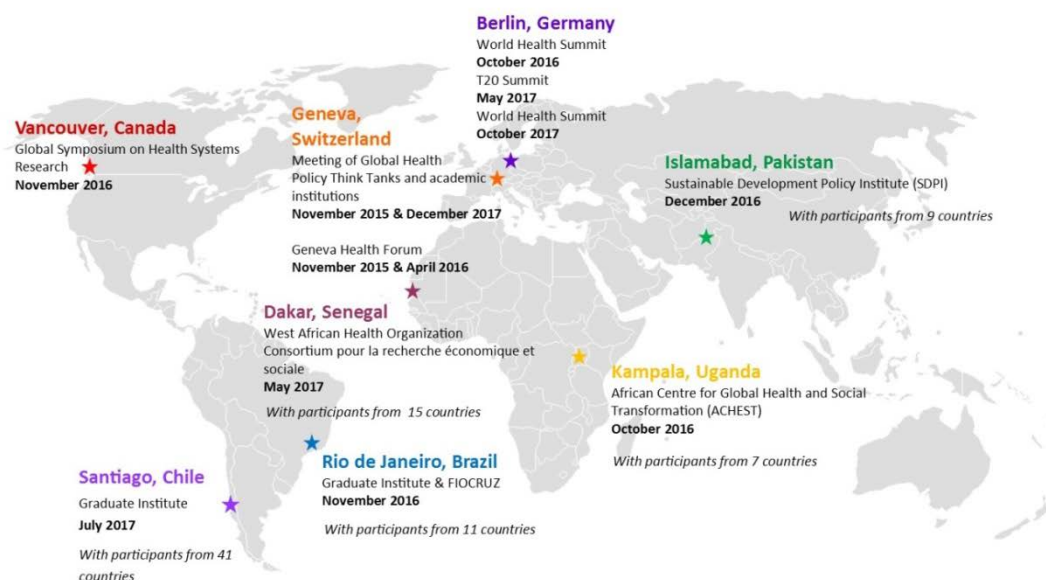 Berlin, Germany
World Health Summit
October 2016
T20 Summit
May 2017
World Health Summit
October 2017
Vancouver, Canada
Global Symposium on Health Systems
Research
November 2016
Geneva,
Switzerland
Meeting of Global Health
Policy Think Tanks and academic
institutions
November 2015 & December 2017
Geneva Health Forum
November 2015 & April 2016
Islamabad, Pakistan
Sustainable Development Policy Institute (SDPI)
December 2016
With participants from 9 countries
Dakar, Senegal
West African Health Organization
Consortium pour la recherche économique et
sociale
May 2017
With participants from 15 countries
Kampala, Uganda
African Centre for Global Health and Social
Transformation (ACHEST)
October 2016
With participants from 7 countries
Santiago, Chile
Graduate Institute
July 2017
With participants from 41
countries
Rio de Janeiro, Brazil
Graduate Institute & FIOCRUZ
November 2016
With participants from 11 countries